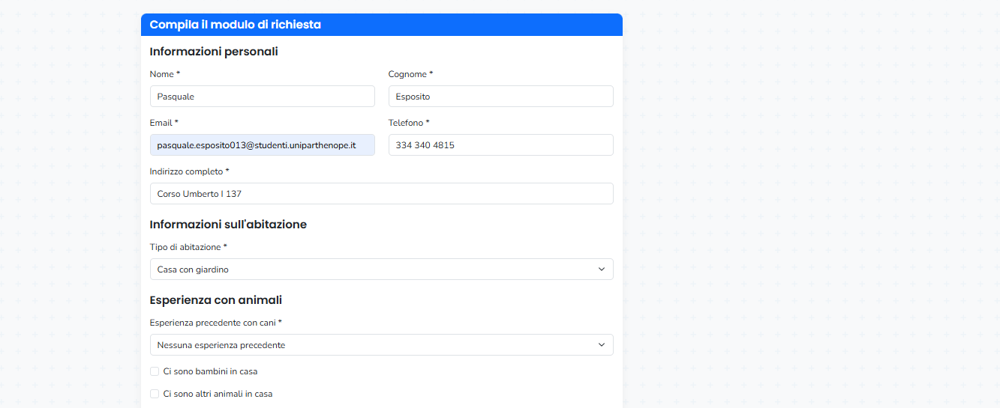 Compila il modulo di richiesta
Informazioni personali
Nome * Cognome *
Pasquale Esposito
Email * Telefono *
pasquale.esposito013@studenti.uniparthenope.it 334 340 4815
Indirizzo completo *
Corso Umberto I 137
Informazioni sull'abitazione
Tipo di abitazione *
Casa con giardino
Esperienza con animali
Esperienza precedente con cani *
Nessuna esperienza precedente
Ci sono bambini in casa
Ci sono altri animali in casa